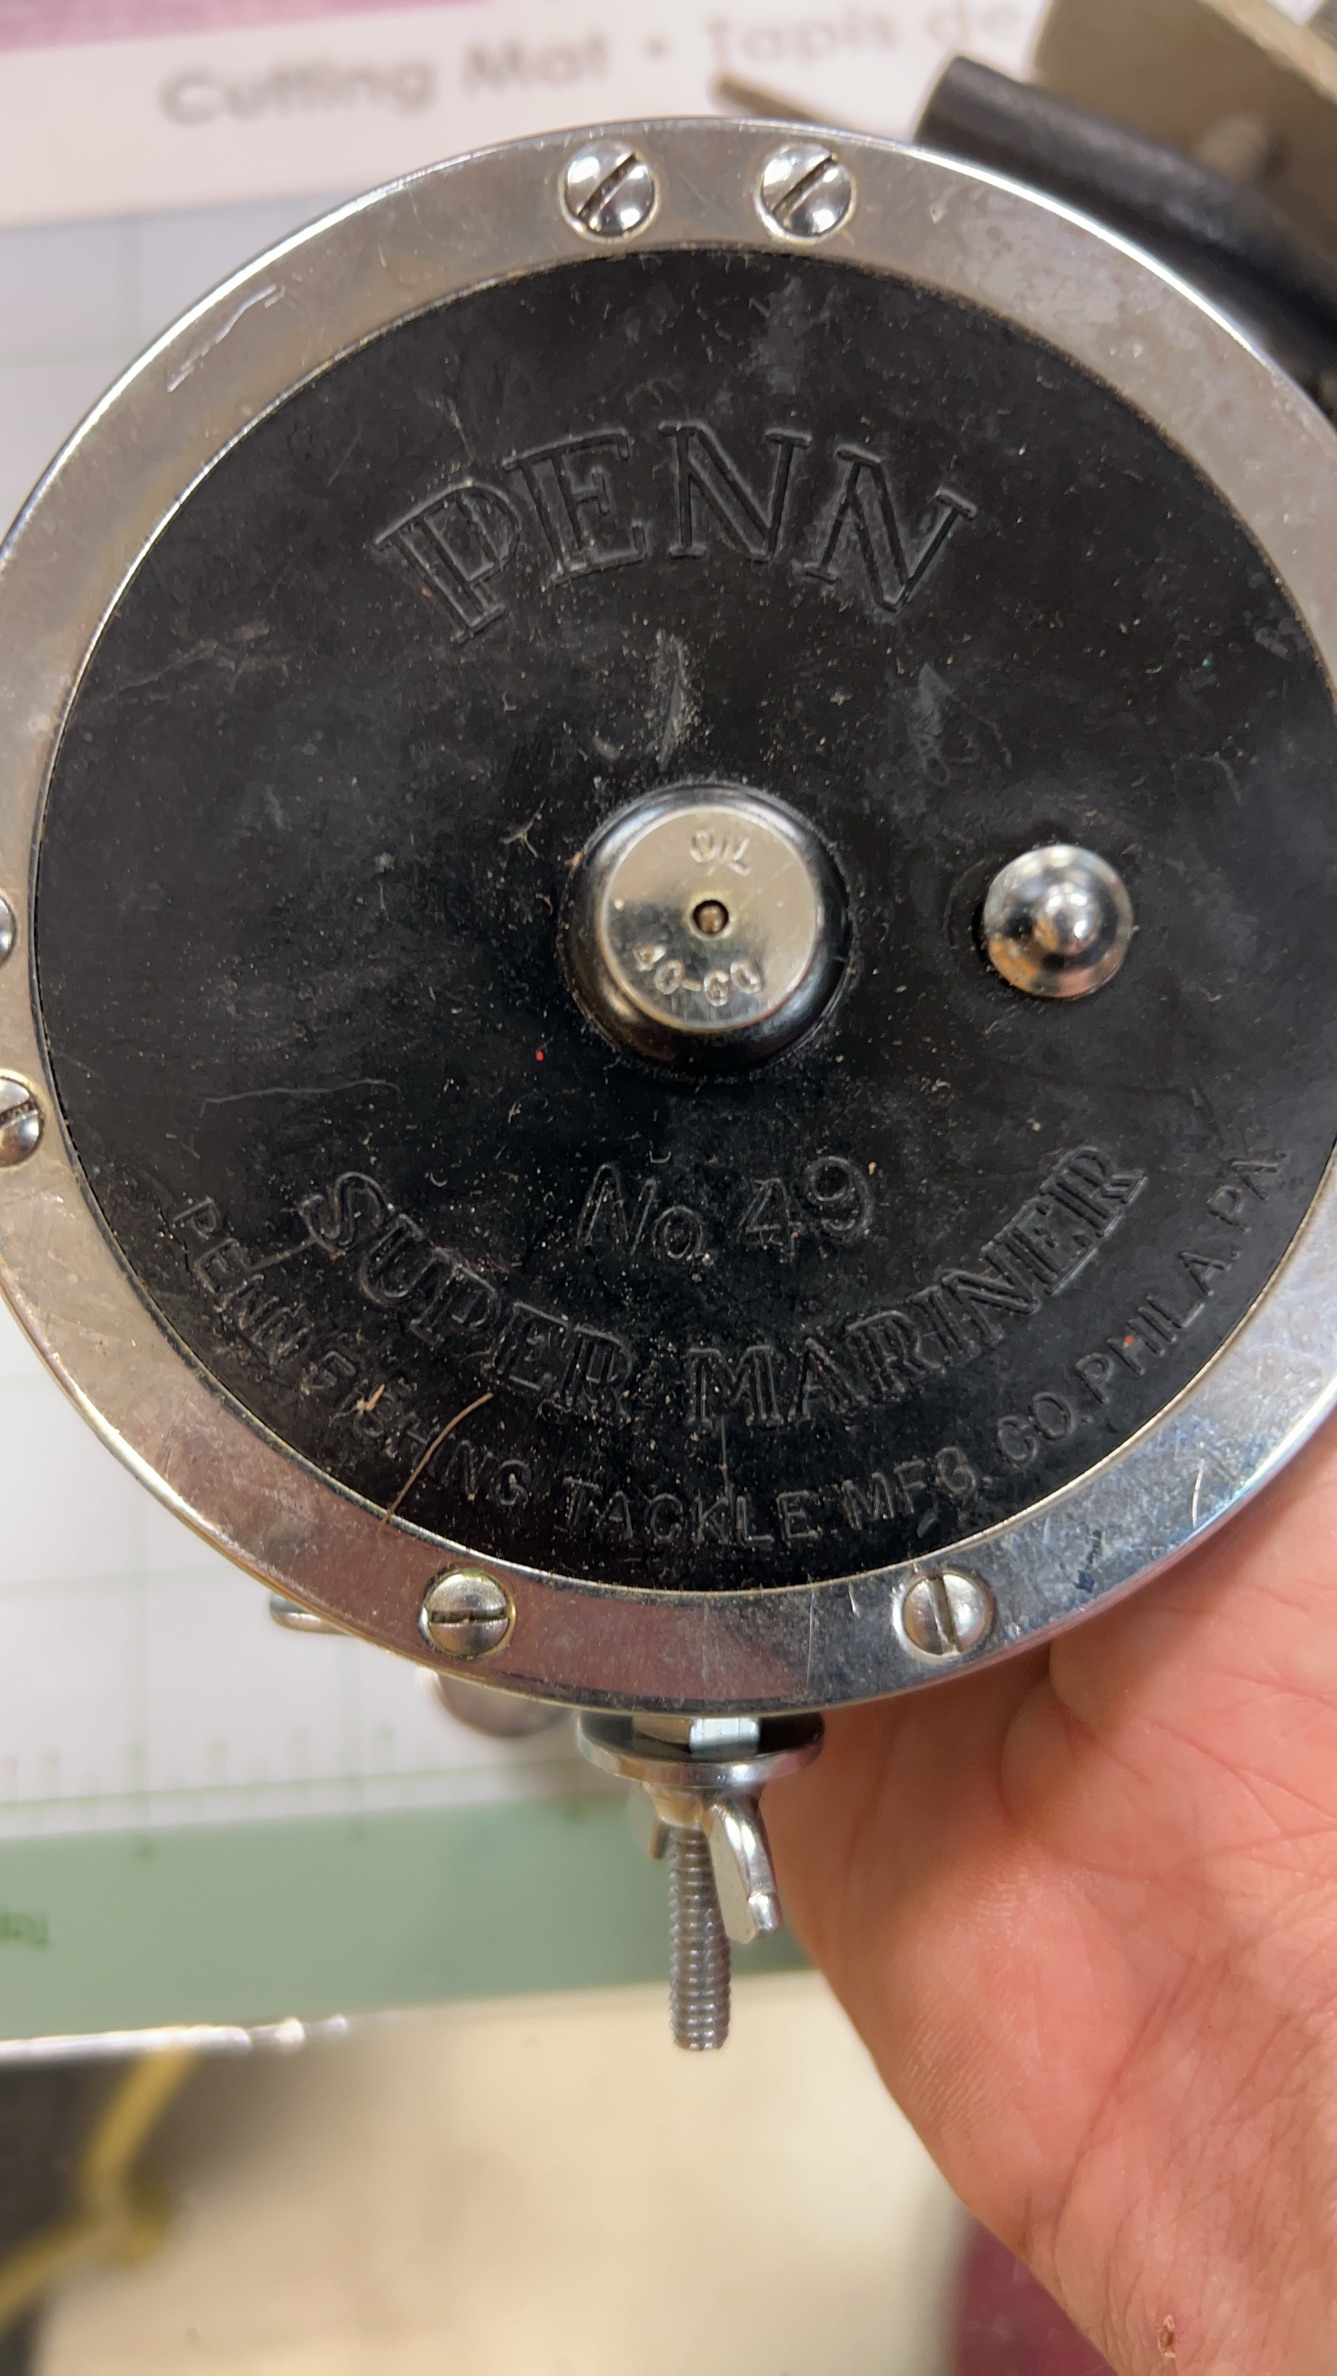 Cutting Mat • Tapis de
PENN
OIL
40-60
No 49
SUPER MARINER
PENN FISHING TACKLE MFG. CO. PHILA. PA.